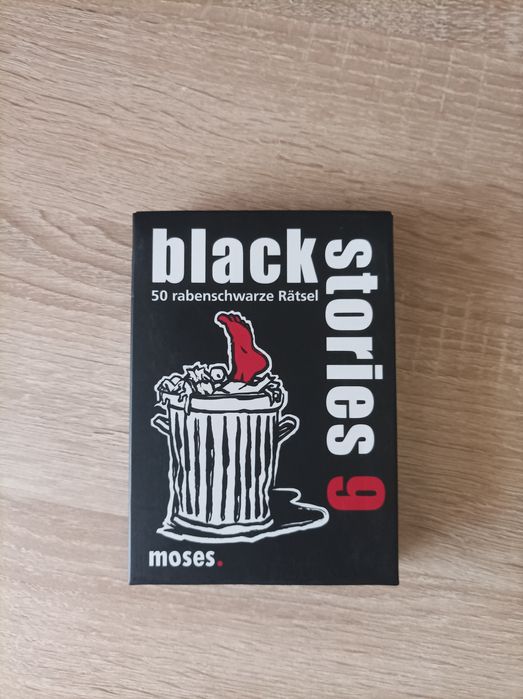 black
stories 9
50 rabenschwarze Rätsel
moses.